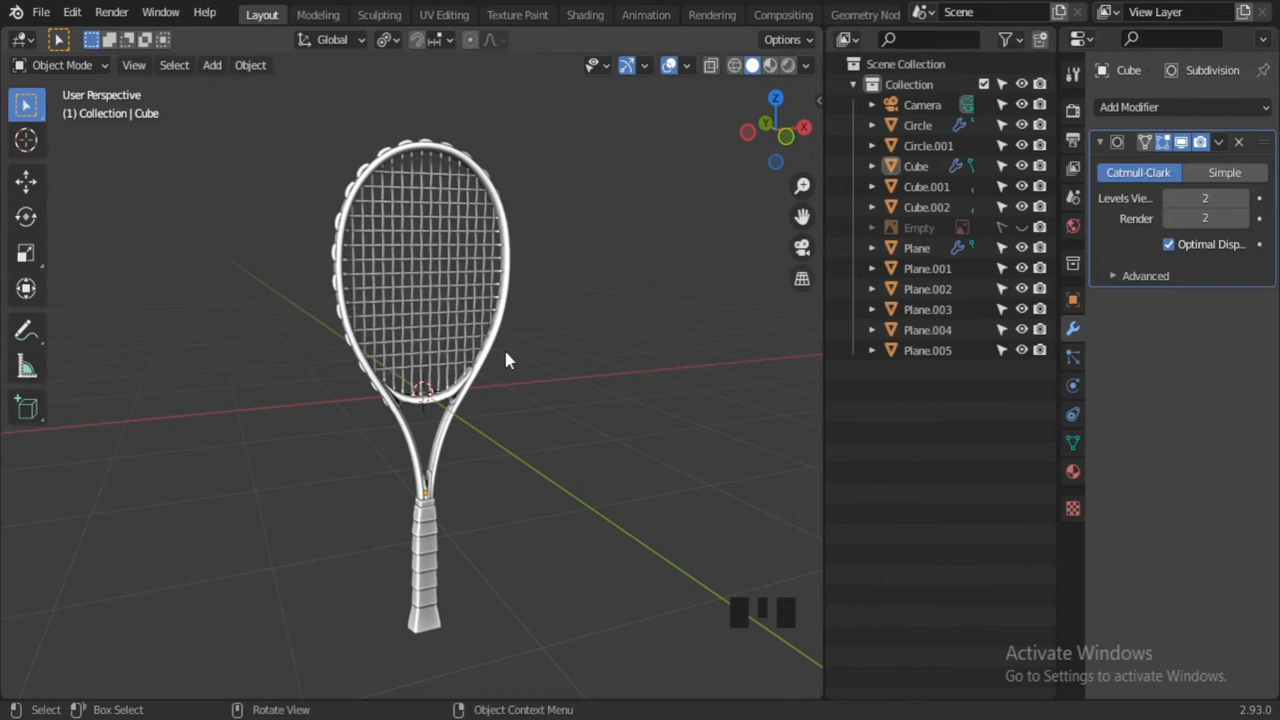 File Edit Render Window Help Layout Modeling Sculpting UV Editing Texture Paint Shading Animation Rendering Compositing Geometry Nod Scene View Layer
Global Options
Object Mode View Select Add Object
User Perspective
(1) Collection | Cube
Z
Y
X
Scene Collection
Collection
Camera
Circle
Circle.001
Cube
Cube.001
Cube.002
Empty
Plane
Plane.001
Plane.002
Plane.003
Plane.004
Plane.005
Cube Subdivision
Add Modifier
Catmull-Clark Simple
Levels Vie... 2
Render 2
Optimal Disp...
Advanced
Activate Windows
Go to Settings to activate Windows.
Select Box Select Rotate View Object Context Menu 2.93.0